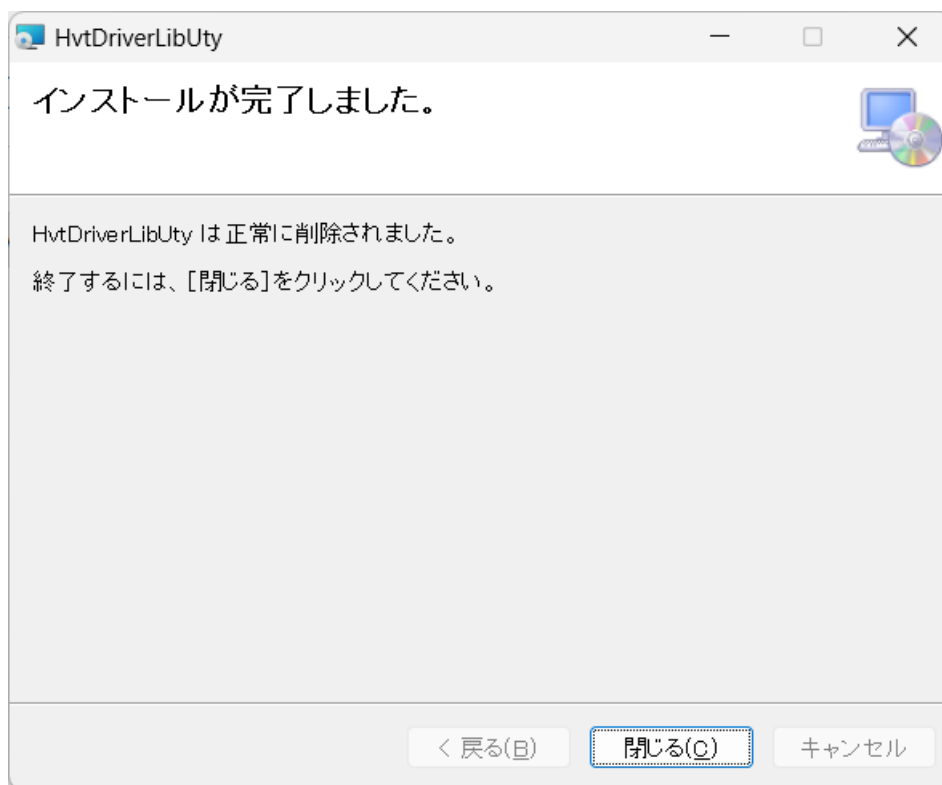 HvtDriverLibUty
インストールが完了しました。
HvtDriverLibUty は正常に削除されました。
終了するには、[閉じる]をクリックしてください。
< 戻る(B)
閉じる(C)
キャンセル